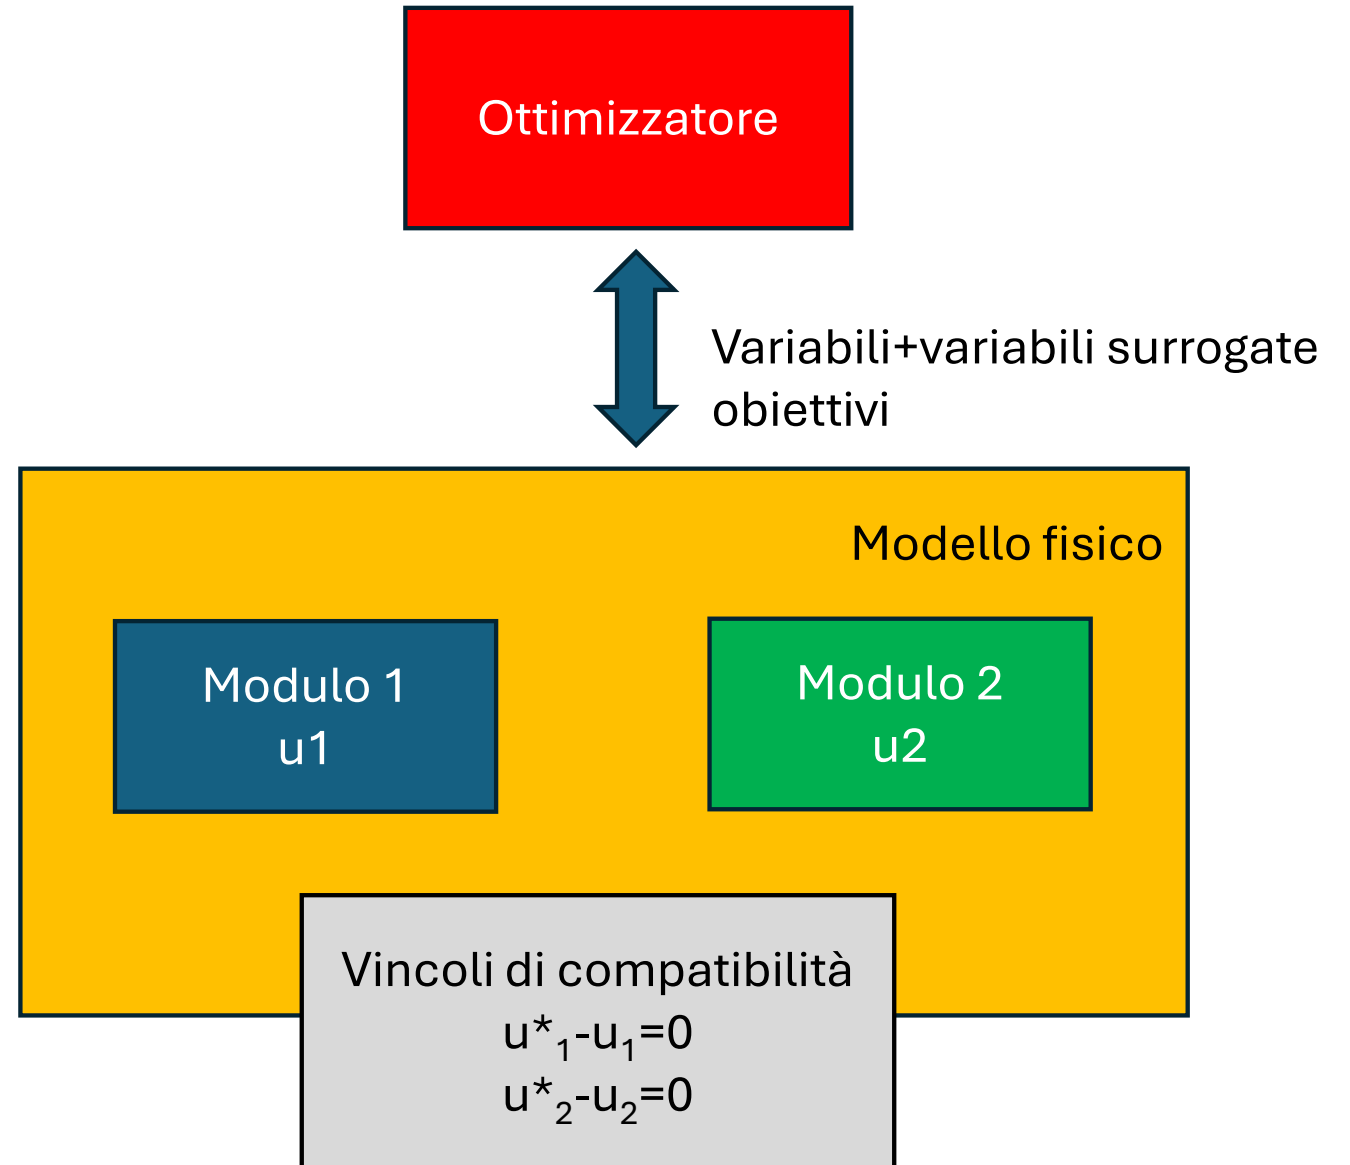 Ottimizzatore
Variabili+variabili surrogate
obiettivi
Modello fisico
Modulo 1
u1
Modulo 2
u2
Vincoli di compatibilità
u*₁-u₁=0
u*₂-u₂=0